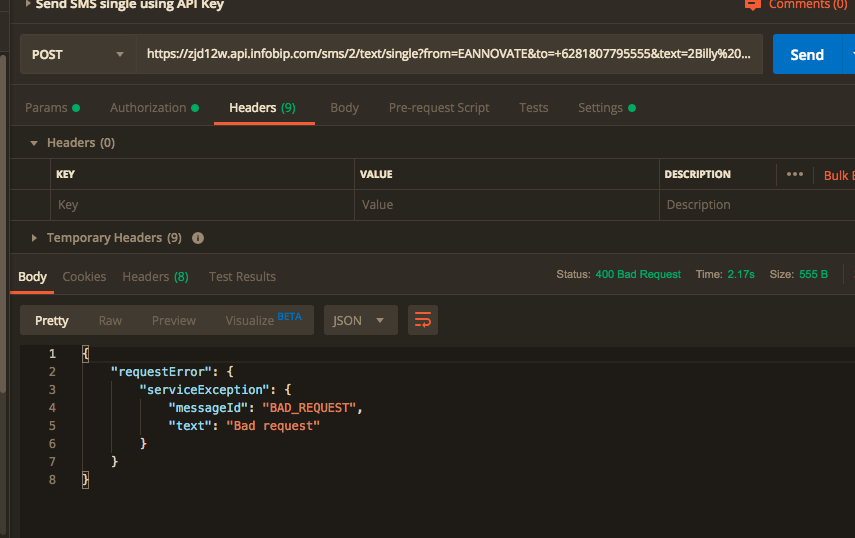 Send SMS single using API Key
Comments (0)
POST
https://zjd12w.api.infobip.com/sms/2/text/single?from=EANNOVATE&to=+6281807795555&text=2Billy%20...
Send
Params
Authorization
Headers (9)
Body
Pre-request Script
Tests
Settings
Headers (0)
KEY
VALUE
DESCRIPTION
Bulk
Key
Value
Description
Temporary Headers (9)
Body
Cookies
Headers (8)
Test Results
Status: 400 Bad Request
Time: 2.17s
Size: 555 B
Pretty
Raw
Preview
Visualize BETA
JSON
1 {
2 "requestError": {
3 "serviceException": {
4 "messageId": "BAD_REQUEST",
5 "text": "Bad request"
6 }
7 }
8 }